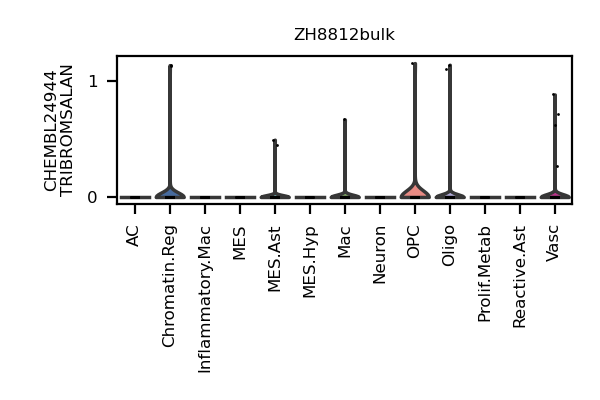 ZH8812bulk
CHEMBL24944
TRIBROMSALAN
1
0
AC
Chromatin.Reg
Inflammatory.Mac
MES
MES.Ast
MES.Hyp
Mac
Neuron
OPC
Oligo
Prolif.Metab
Reactive.Ast
Vasc